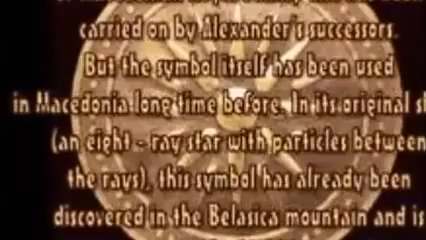 carried on by Alexander's successors.
But the symbol itself has been used
in Macedonia long time before. In its original
(an eight - ray star with particles between
the rays), this symbol has already been
discovered in the Belasica mountain and is